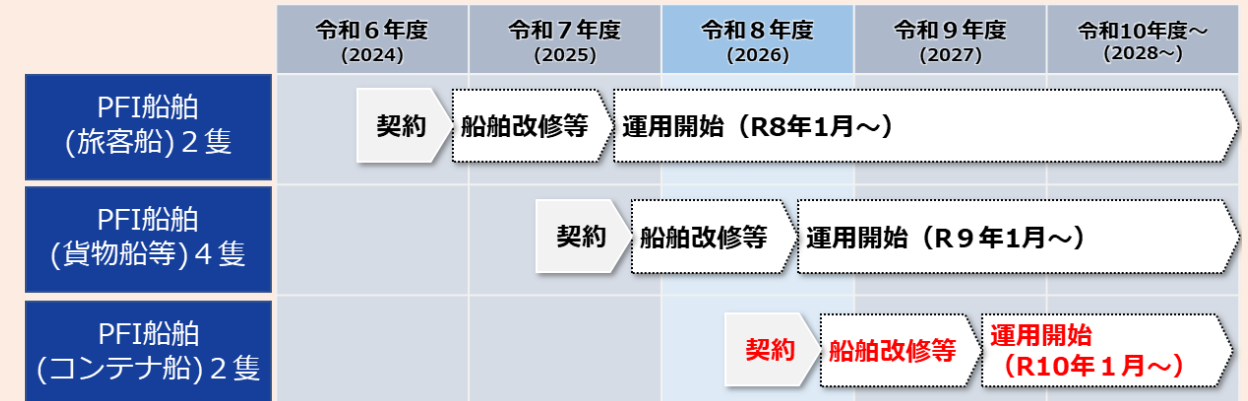 令和６年度
(2024)
令和７年度
(2025)
令和８年度
(2026)
令和９年度
(2027)
令和10年度～
(2028～)
PFI船舶
(旅客船)２隻
契約
船舶改修等
運用開始（R8年1月～）
PFI船舶
(貨物船等)４隻
契約
船舶改修等
運用開始（R９年1月～）
PFI船舶
(コンテナ船)２隻
契約
船舶改修等
運用開始
（R10年１月～）